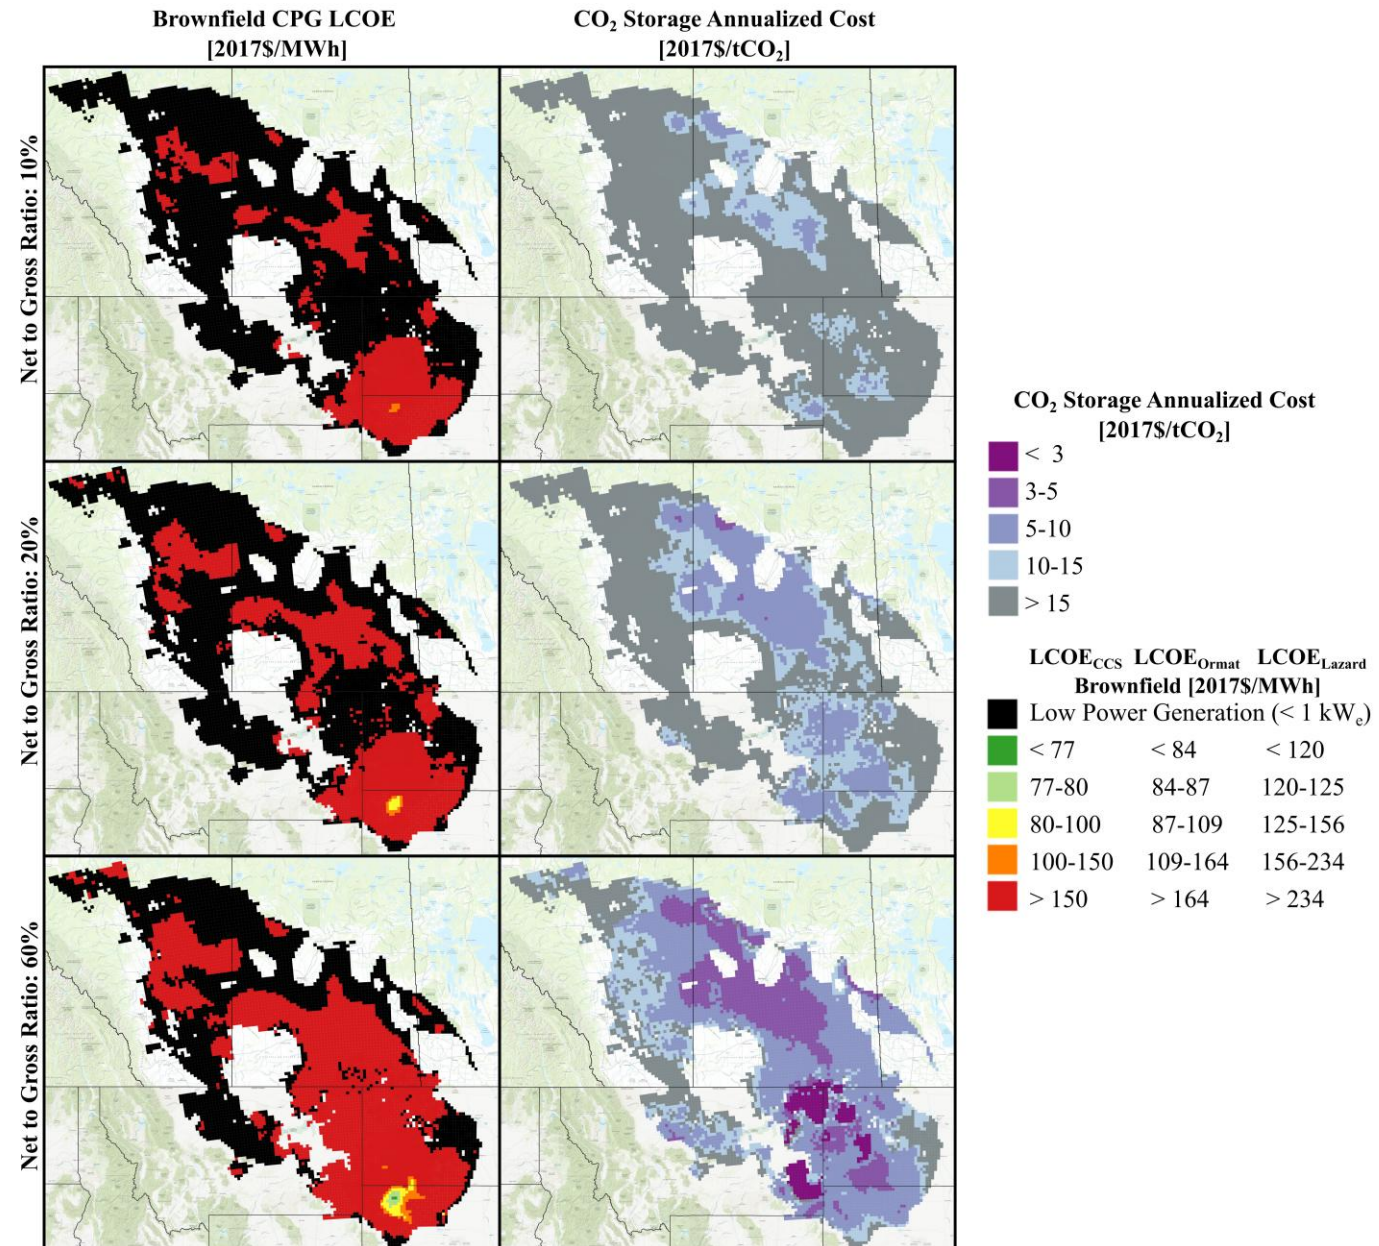 Brownfield CPG LCOE
[2017$/MWh]
CO₂ Storage Annualized Cost
[2017$/tCO₂]
Net to Gross Ratio: 10%
Net to Gross Ratio: 20%
Net to Gross Ratio: 60%
CO₂ Storage Annualized Cost
[2017$/tCO₂]
< 3
3-5
5-10
10-15
> 15
LCOE_CCS LCOE_Ormat LCOE_Lazard
Brownfield [2017$/MWh]
Low Power Generation (< 1 kWₑ)
< 77 < 84 < 120
77-80 84-87 120-125
80-100 87-109 125-156
100-150 109-164 156-234
> 150 > 164 > 234